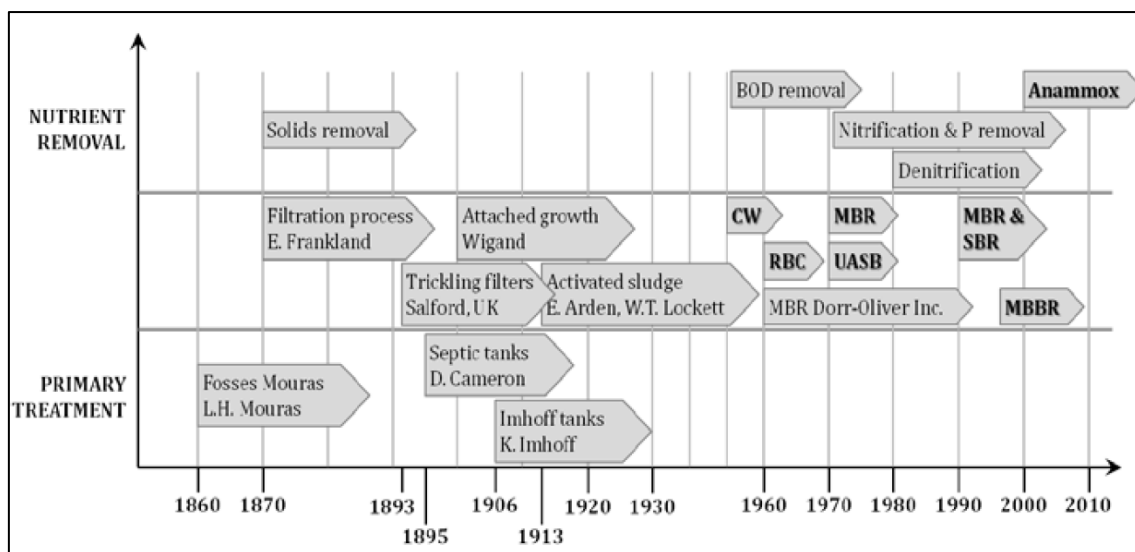 NUTRIENT
REMOVAL
BOD removal
Anammox
Solids removal
Nitrification & P removal
Denitrification
Filtration process
E. Frankland
Attached growth
Wigand
CW
MBR
MBR &
SBR
RBC
UASB
Trickling filters
Salford, UK
Activated sludge
E. Arden, W.T. Lockett
MBR Dorr-Oliver Inc.
MBBR
PRIMARY
TREATMENT
Septic tanks
D. Cameron
Fosses Mouras
L.H. Mouras
Imhoff tanks
K. Imhoff
1860 1870 1893 1906 1920 1930 1960 1970 1980 1990 2000 2010
1895 1913